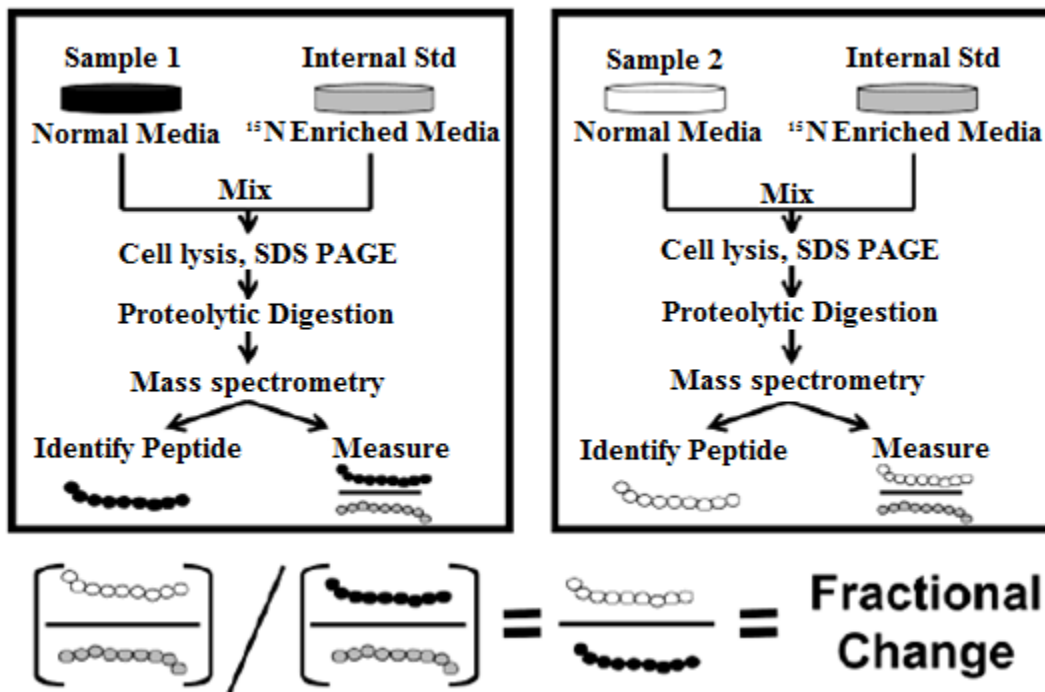 Sample 1 Internal Std
Normal Media ¹⁵N Enriched Media
Mix
Cell lysis, SDS PAGE
Proteolytic Digestion
Mass spectrometry
Identify Peptide Measure
Sample 2 Internal Std
Normal Media ¹⁵N Enriched Media
Mix
Cell lysis, SDS PAGE
Proteolytic Digestion
Mass spectrometry
Identify Peptide Measure
/ = = Fractional
Change